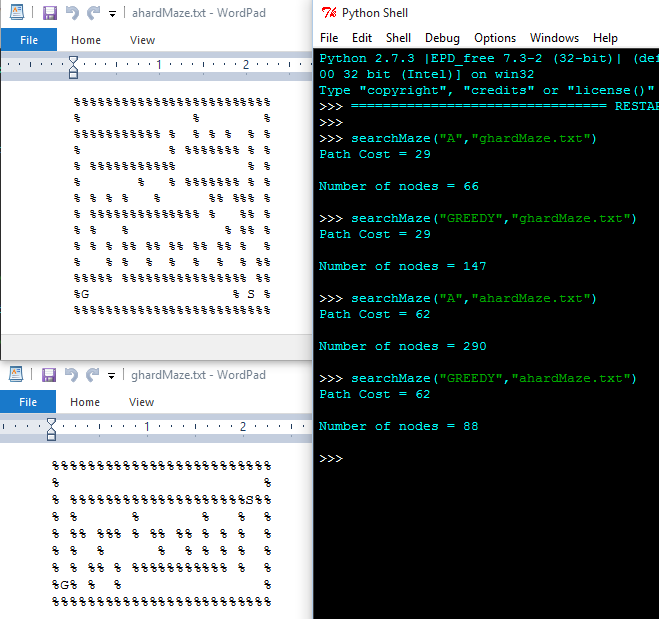 ahardMaze.txt - WordPad
File Home View
1 2
%%%%%%%%%%%%%%%%%%%%%%
%            %       %
%%%%%%%%%%% %  % % %  % %
%          % %%%%%%% % %
% %%%%%%%%%%        % %
%      %   % %%%%%%% % %
% % % %   %     %% %%% %
% %%%%%%%%%%%%% %   %% %
% %   %           % %% %
% % % %% %% %% %% %% % %
%   %% %  %  %  %  % % %
%%%%% %%%%%%%%%%%%%%% %%
%G                % S %
%%%%%%%%%%%%%%%%%%%%%%
ghardMaze.txt - WordPad
File Home View
1 2
%%%%%%%%%%%%%%%%%%%%%%%%
%                      %
% %%%%%%%%%%%%%%%%%%%%S%%
% %      %       %   %
% %% %%% % %% %% % % %
% %   %      % % % % %
% % %% % %%%%%%%%%%% %
%G% %  %               %
%%%%%%%%%%%%%%%%%%%%%%%%
Python Shell
File Edit Shell Debug Options Windows Help
Python 2.7.3 |EPD_free 7.3-2 (32-bit)| (def
00 32 bit (Intel)] on win32
Type "copyright", "credits" or "license()"
>>> ================================ RESTAR
>>>
>>> searchMaze("A","ghardMaze.txt")
Path Cost = 29
Number of nodes = 66
>>> searchMaze("GREEDY","ghardMaze.txt")
Path Cost = 29
Number of nodes = 147
>>> searchMaze("A","ahardMaze.txt")
Path Cost = 62
Number of nodes = 290
>>> searchMaze("GREEDY","ahardMaze.txt")
Path Cost = 62
Number of nodes = 88
>>>